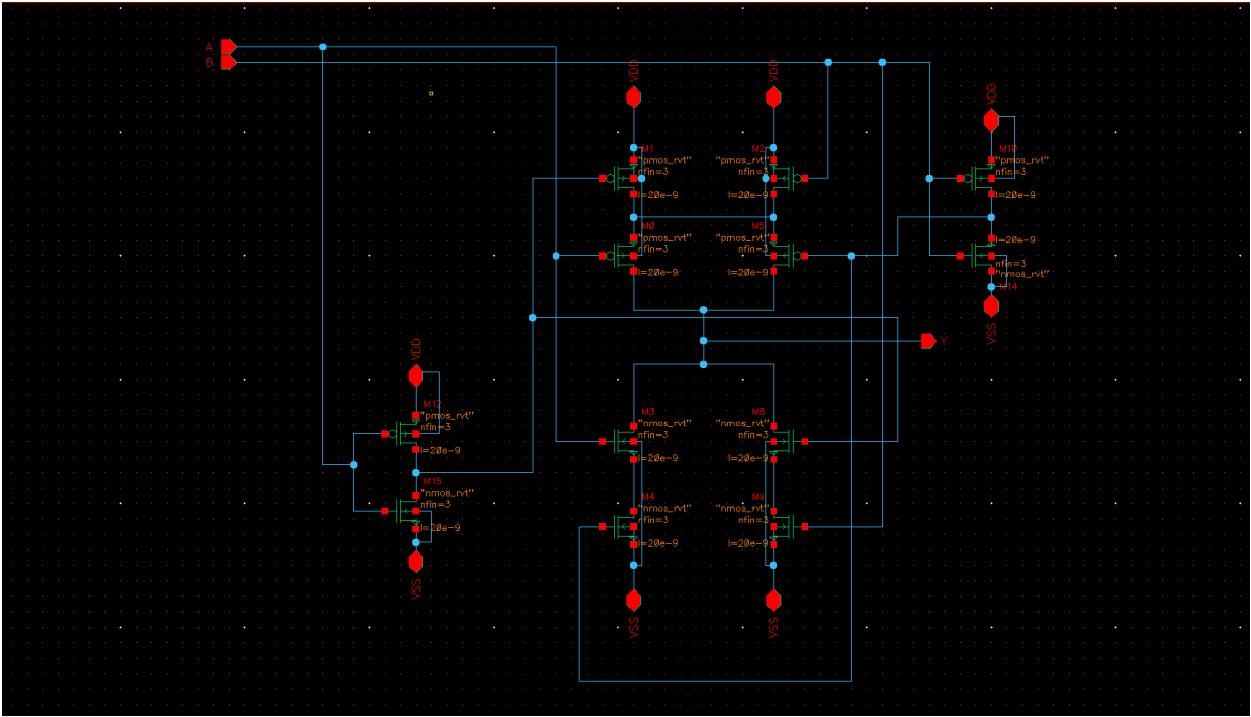 A
B
VDD
VDD
VDD
M1
"pmos_rvt"
nfin=3
l=20e-9
M2
"pmos_rvt"
nfin=3
l=20e-9
"pmos_rvt"
nfin=3
l=20e-9
M0
"pmos_rvt"
nfin=3
l=20e-9
M5
"pmos_rvt"
nfin=3
l=20e-9
l=20e-9
nfin=3
"nmos_rvt"
M14
VSS
Y
VDD
M12
"pmos_rvt"
nfin=3
l=20e-9
M15
"nmos_rvt"
nfin=3
l=20e-9
VSS
M3
"nmos_rvt"
nfin=3
l=20e-9
M8
"nmos_rvt"
nfin=3
l=20e-9
M4
"nmos_rvt"
nfin=3
l=20e-9
M9
"nmos_rvt"
nfin=3
l=20e-9
VSS
VSS